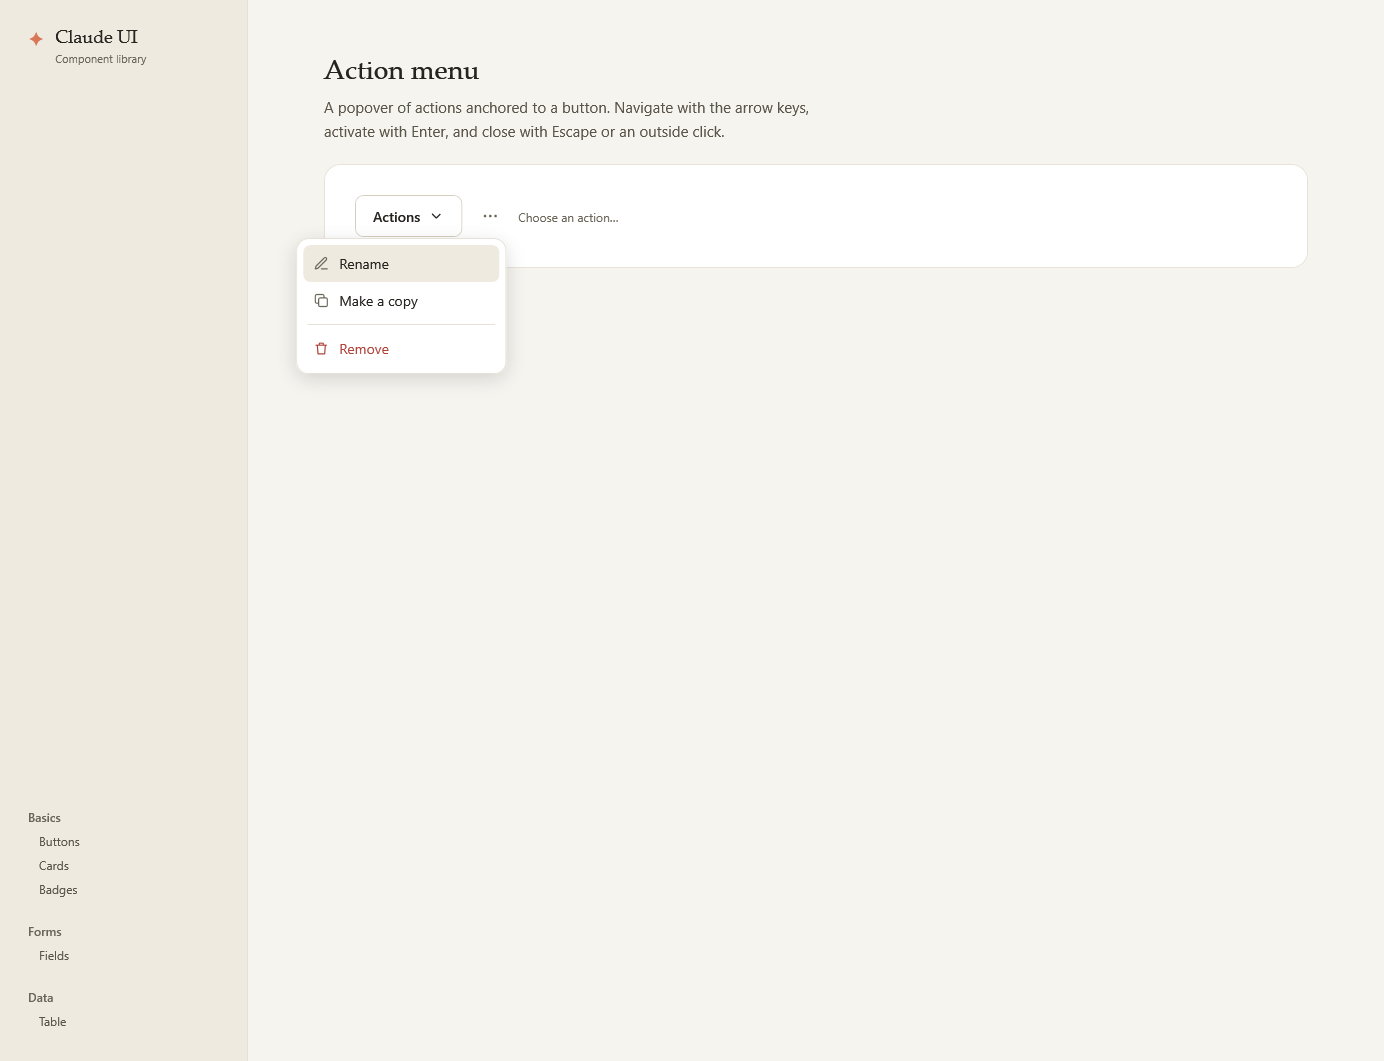 Claude UI
Component library
Action menu
A popover of actions anchored to a button. Navigate with the arrow keys,
activate with Enter, and close with Escape or an outside click.
Actions
Choose an action...
Rename
Make a copy
Remove
Basics
Buttons
Cards
Badges
Forms
Fields
Data
Table